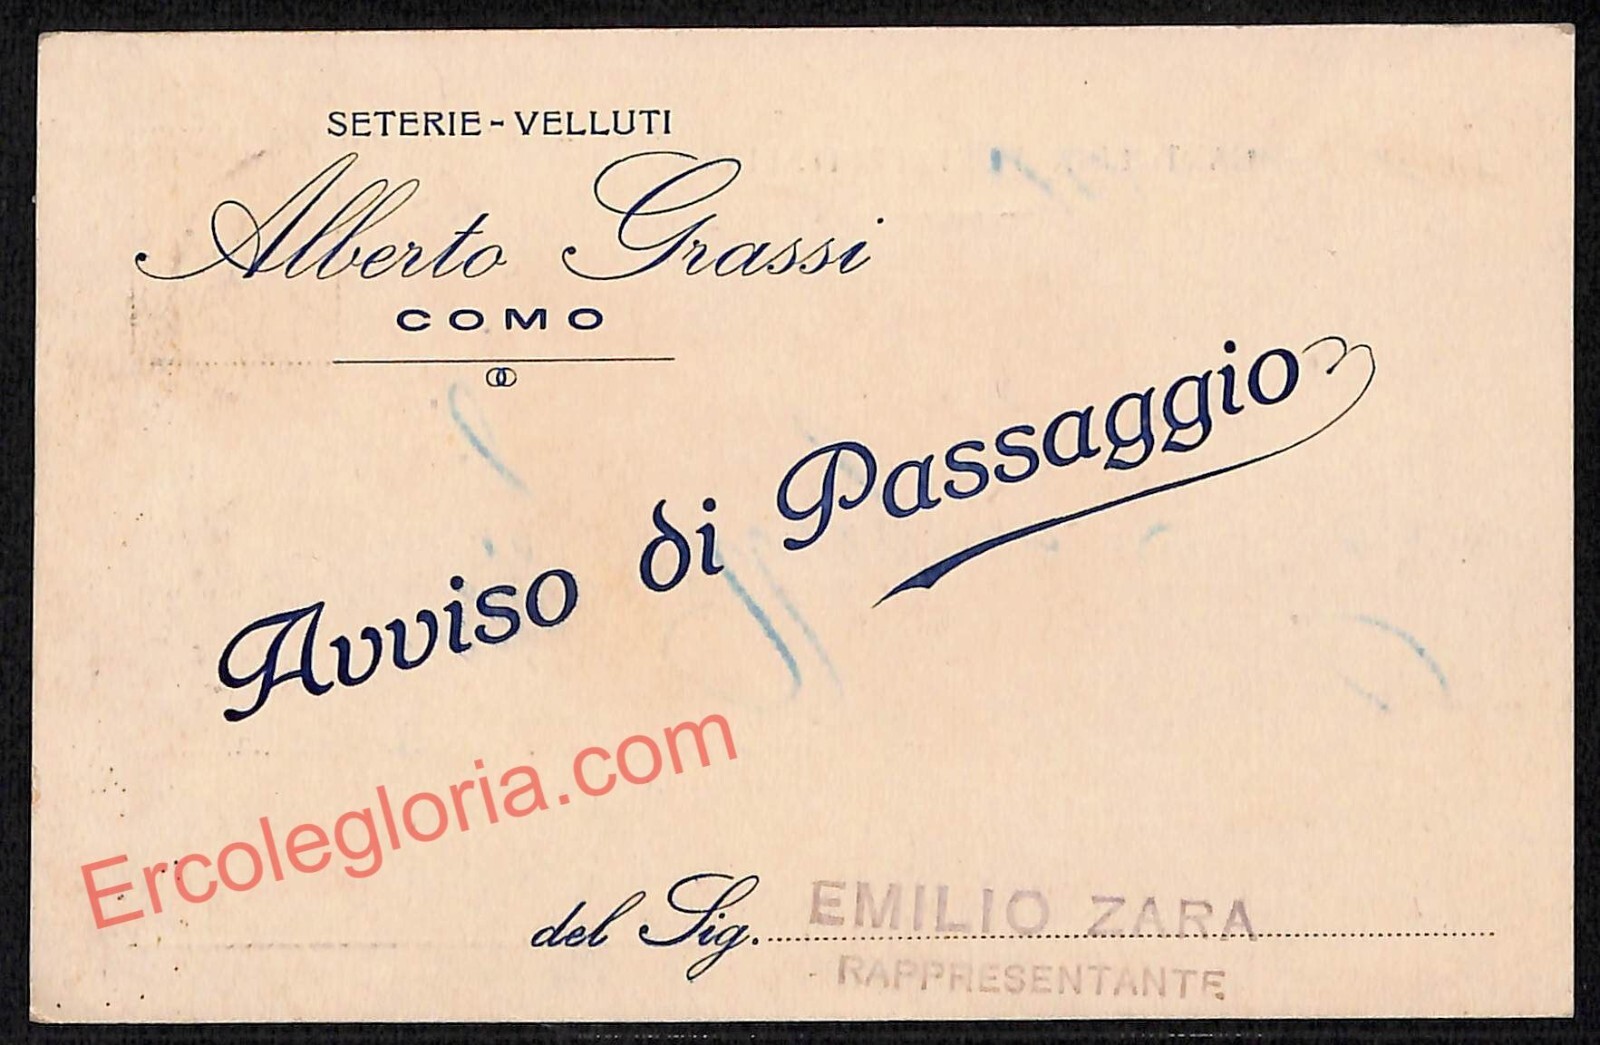 SETERIE - VELLUTI
Alberto Grassi
COMO
Avviso di Passaggio
Ercolegloria.com
del Sig. EMILIO ZARA
RAPPRESENTANTE